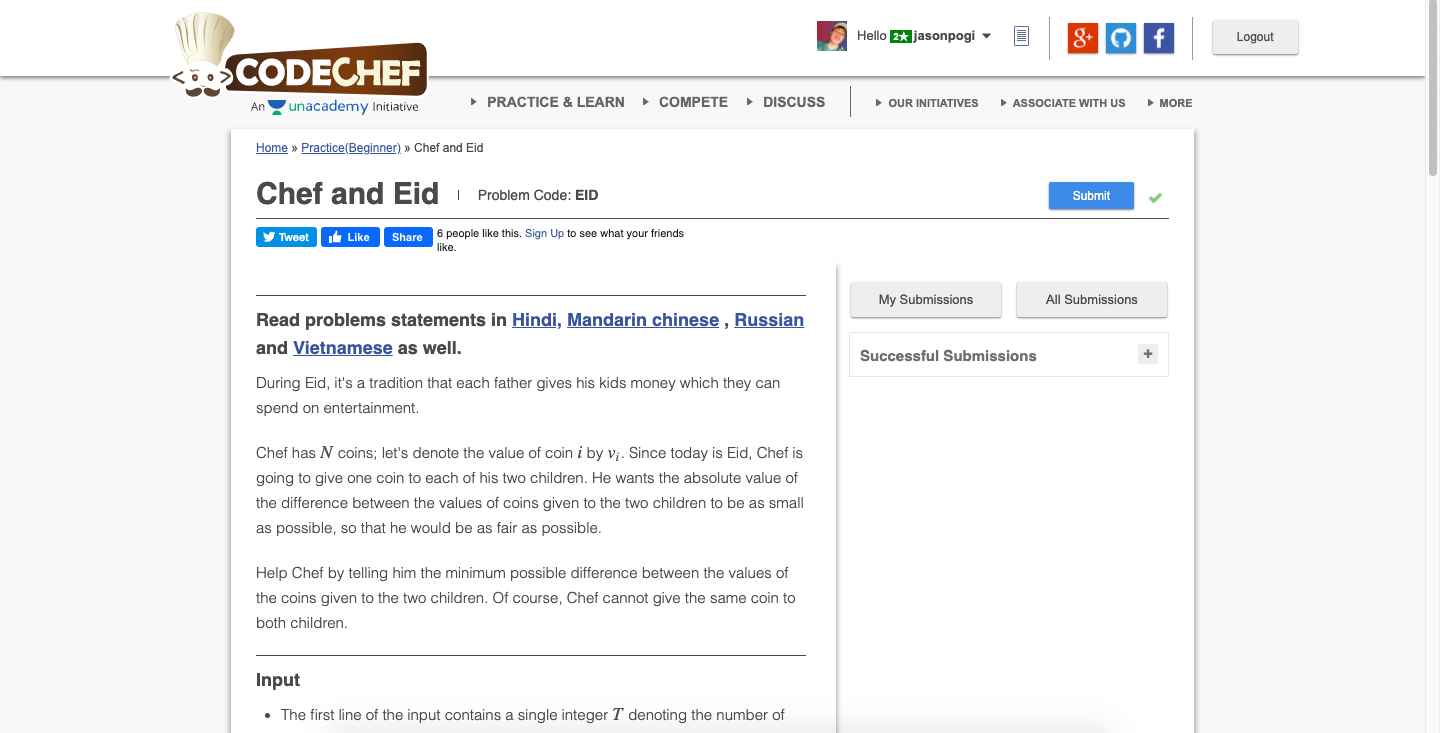 Hello 2★ jasonpogi
Logout
CODECHEF
An unacademy Initiative
PRACTICE & LEARN COMPETE DISCUSS OUR INITIATIVES ASSOCIATE WITH US MORE
Home » Practice(Beginner) » Chef and Eid
Chef and Eid Problem Code: EID Submit
Tweet Like Share 6 people like this. Sign Up to see what your friends
like.
My Submissions All Submissions
Successful Submissions +
Read problems statements in Hindi, Mandarin chinese , Russian
and Vietnamese as well.
During Eid, it's a tradition that each father gives his kids money which they can
spend on entertainment.
Chef has N coins; let's denote the value of coin i by vᵢ. Since today is Eid, Chef is
going to give one coin to each of his two children. He wants the absolute value of
the difference between the values of coins given to the two children to be as small
as possible, so that he would be as fair as possible.
Help Chef by telling him the minimum possible difference between the values of
the coins given to the two children. Of course, Chef cannot give the same coin to
both children.
Input
• The first line of the input contains a single integer T denoting the number of